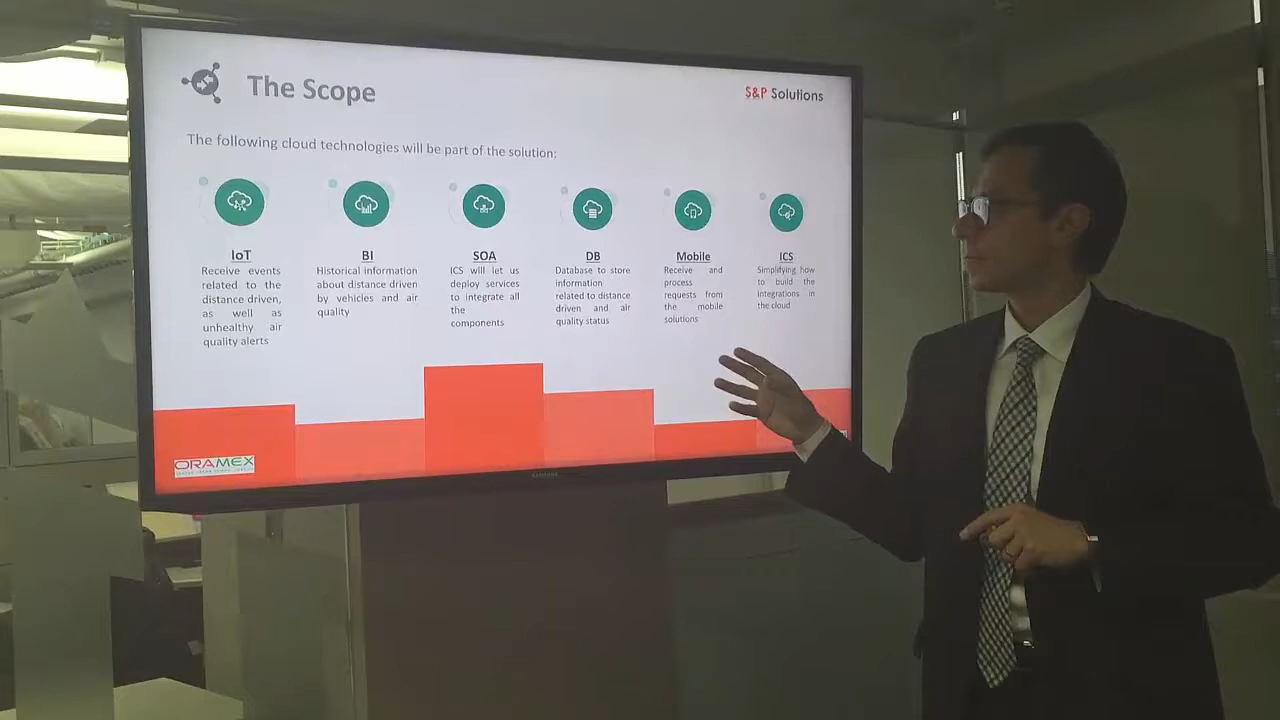 The Scope
S&P Solutions
The following cloud technologies will be part of the solution:
IoT
Receive events
related to the
distance driven,
as well as
unhealthy air
quality alerts
BI
Historical information
about distance driven
by vehicles and air
quality
SOA
ICS will let us
deploy services
to integrate all
the
components
DB
Database to store
information
related to distance
driven and air
quality status
Mobile
Receive and
process
requests from
the mobile
solutions
ICS
Simplifying how
to build the
integrations in
the cloud
ORAMEX
SAMSUNG